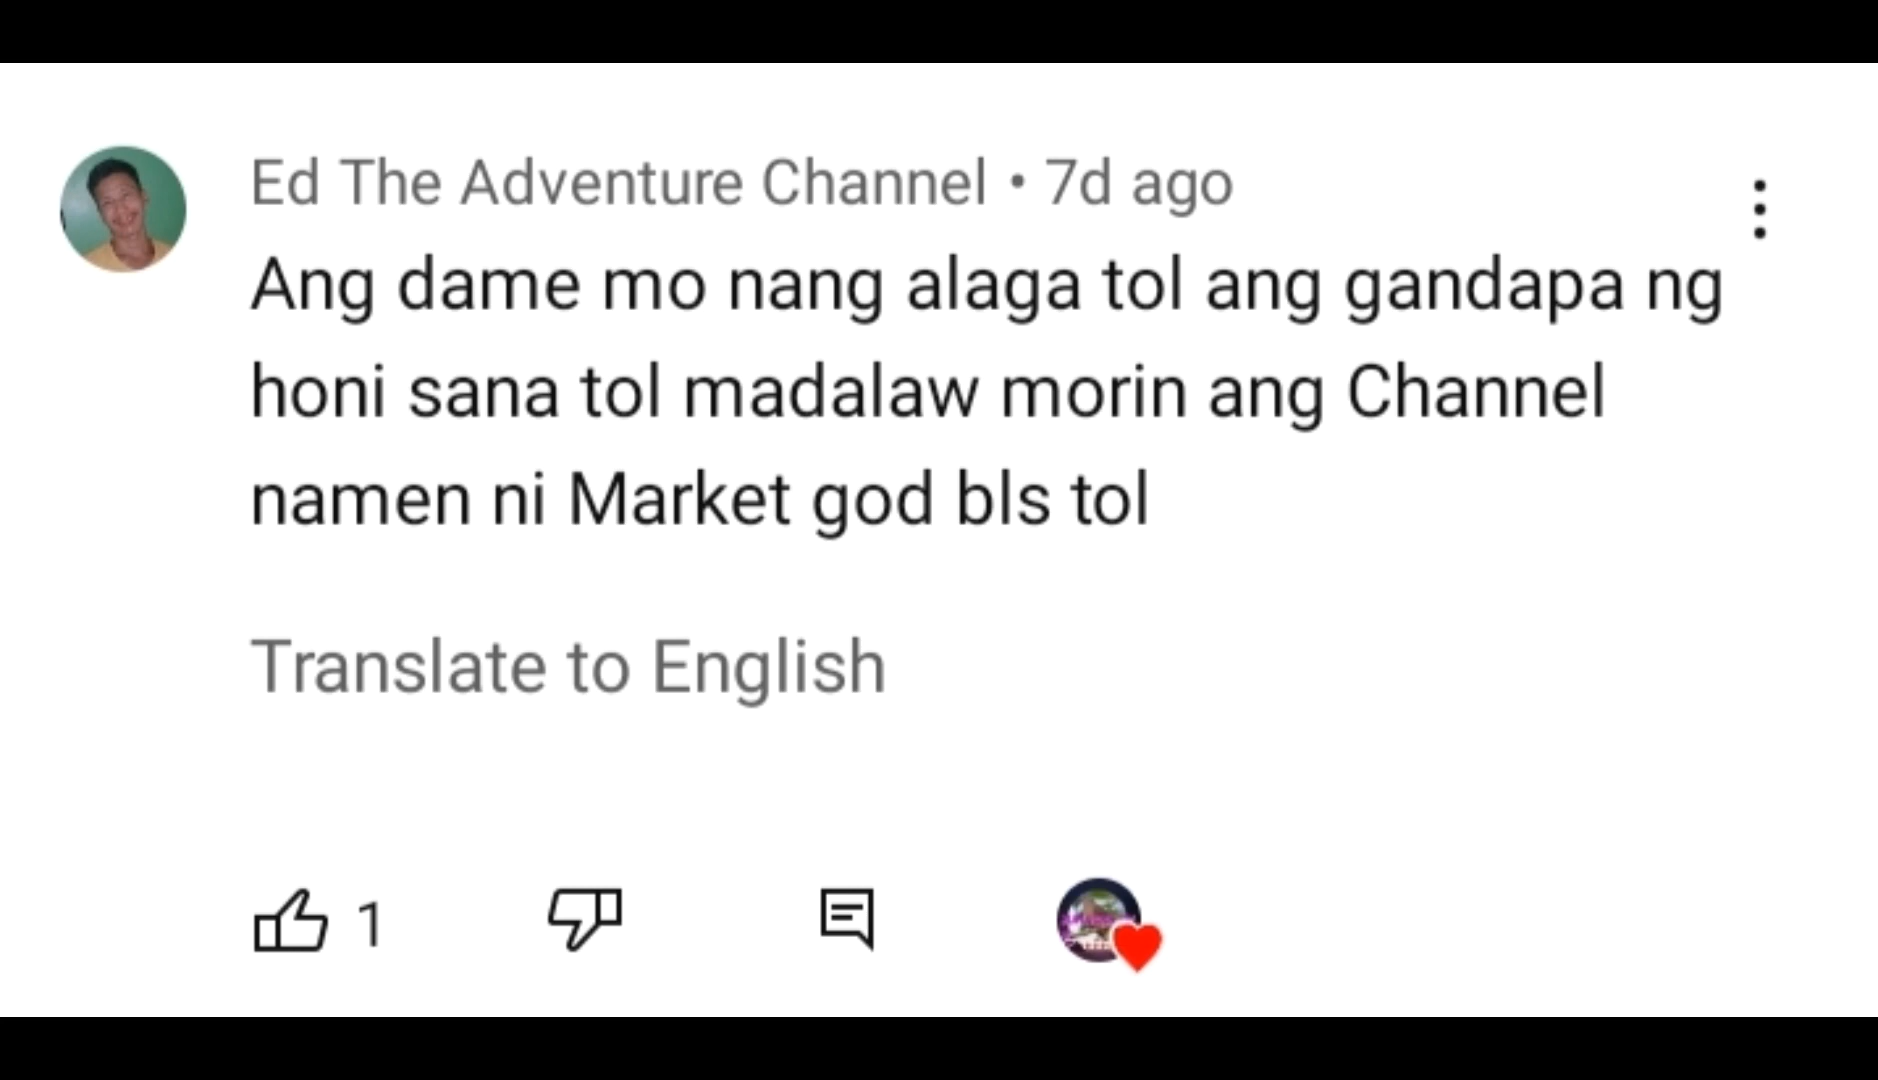 Ed The Adventure Channel • 7d ago
Ang dame mo nang alaga tol ang gandapa ng
honi sana tol madalaw morin ang Channel
namen ni Market god bls tol
Translate to English
1